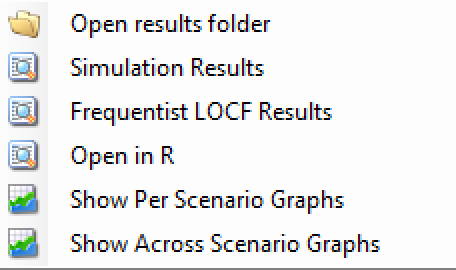 Open results folder
Simulation Results
Frequentist LOCF Results
Open in R
Show Per Scenario Graphs
Show Across Scenario Graphs